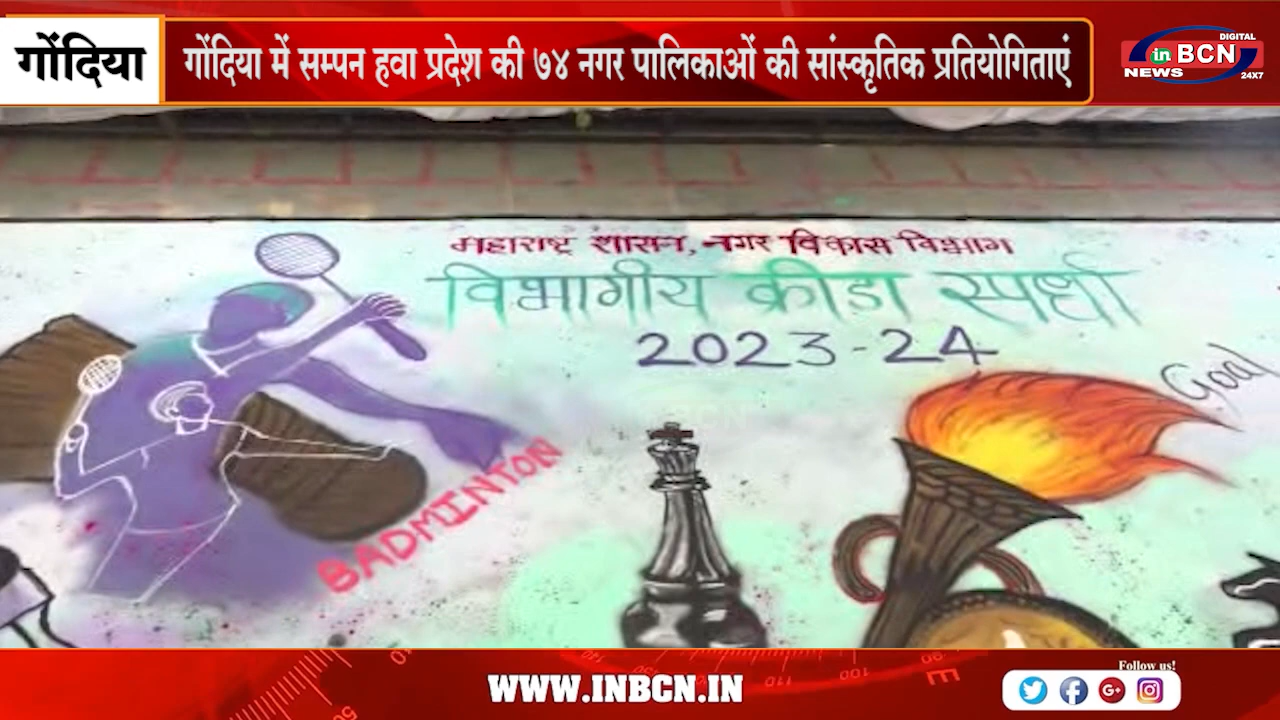 गोंदिया
गोंदिया में सम्पन हवा प्रदेश की ७४ नगर पालिकाओं की सांस्कृतिक प्रतियोगिताएं
DIGITAL
in BCN
NEWS 24X7
महाराष्ट्र शासन, नगर विकास विभाग
विभागीय क्रीडा स्पर्धा
2023-24
Goal
BADMINTON
WWW.INBCN.IN
Follow us!